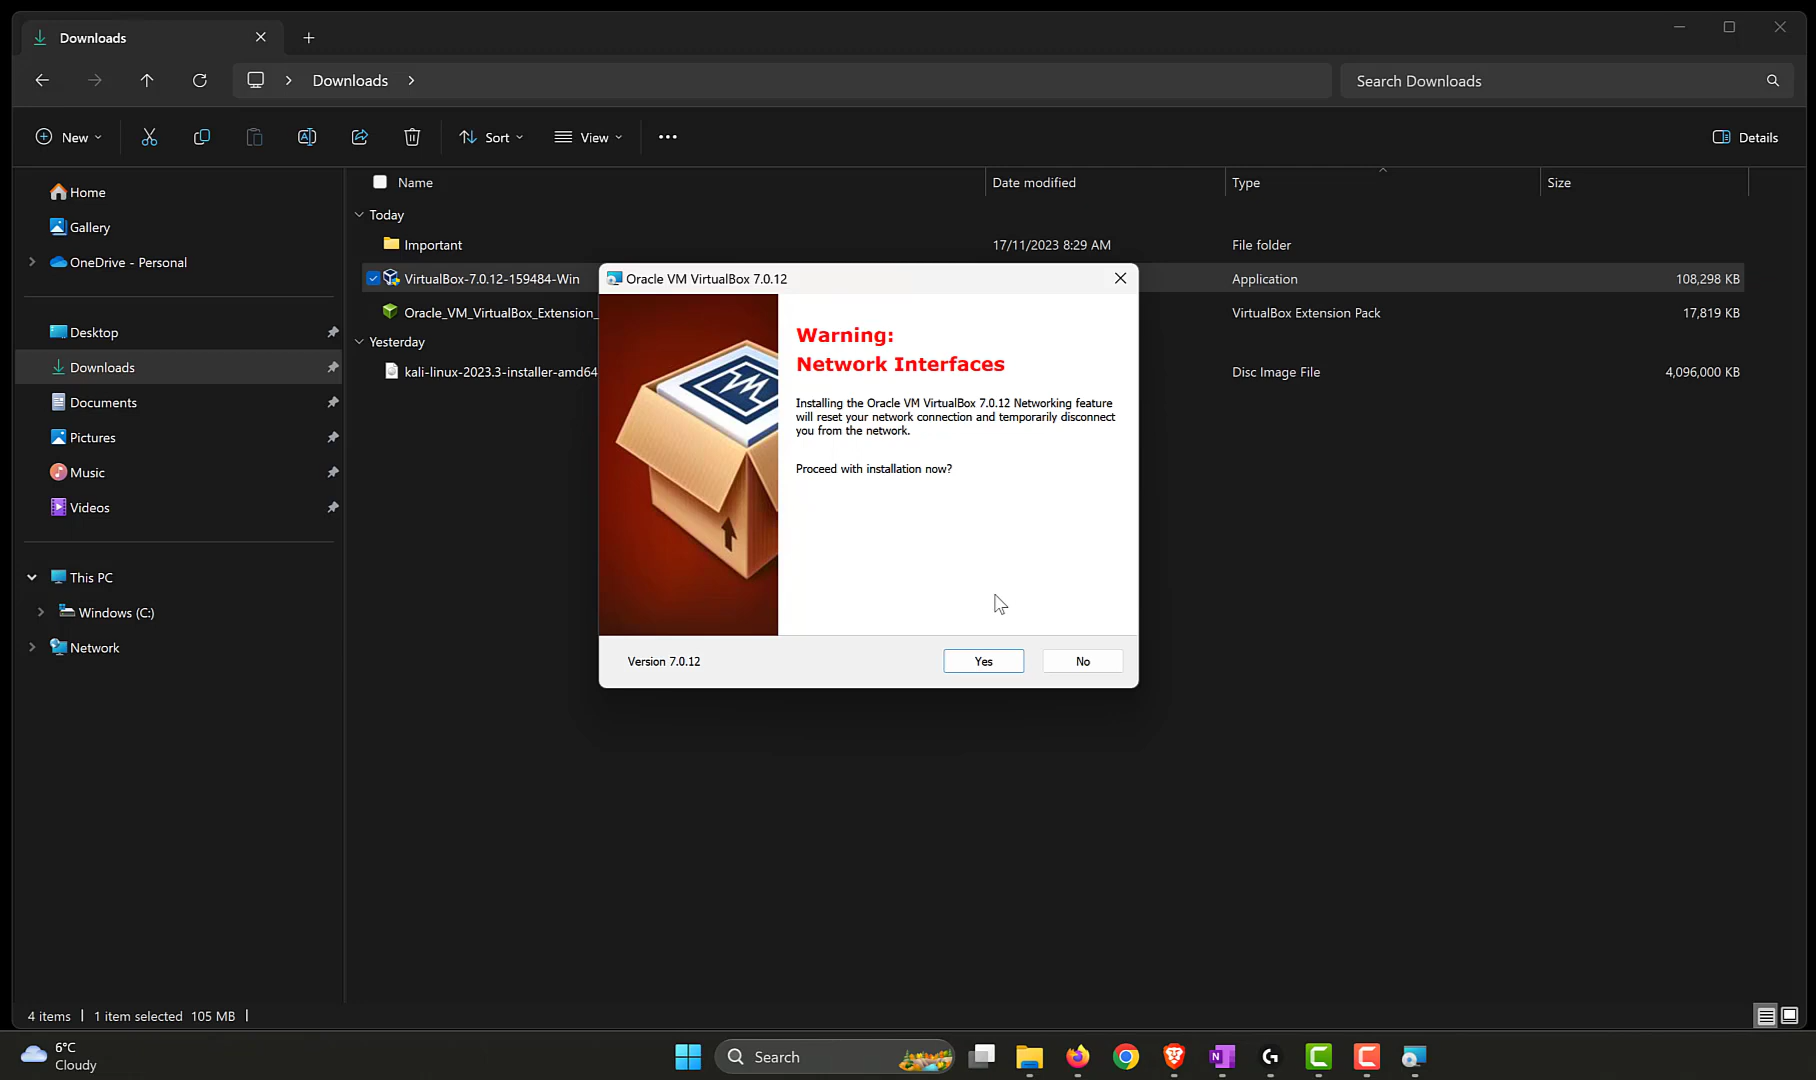 Downloads
Downloads
Search Downloads
New
Sort
View
Details
Name
Date modified
Type
Size
Home
Gallery
OneDrive - Personal
Desktop
Downloads
Documents
Pictures
Music
Videos
This PC
Windows (C:)
Network
Today
Important
17/11/2023 8:29 AM
File folder
VirtualBox-7.0.12-159484-Win
Application
108,298 KB
Oracle_VM_VirtualBox_Extension_
VirtualBox Extension Pack
17,819 KB
Yesterday
kali-linux-2023.3-installer-amd64
Disc Image File
4,096,000 KB
Oracle VM VirtualBox 7.0.12
Warning:
Network Interfaces
Installing the Oracle VM VirtualBox 7.0.12 Networking feature
will reset your network connection and temporarily disconnect
you from the network.
Proceed with installation now?
Version 7.0.12
Yes
No
4 items
1 item selected 105 MB
6°C
Cloudy
Search